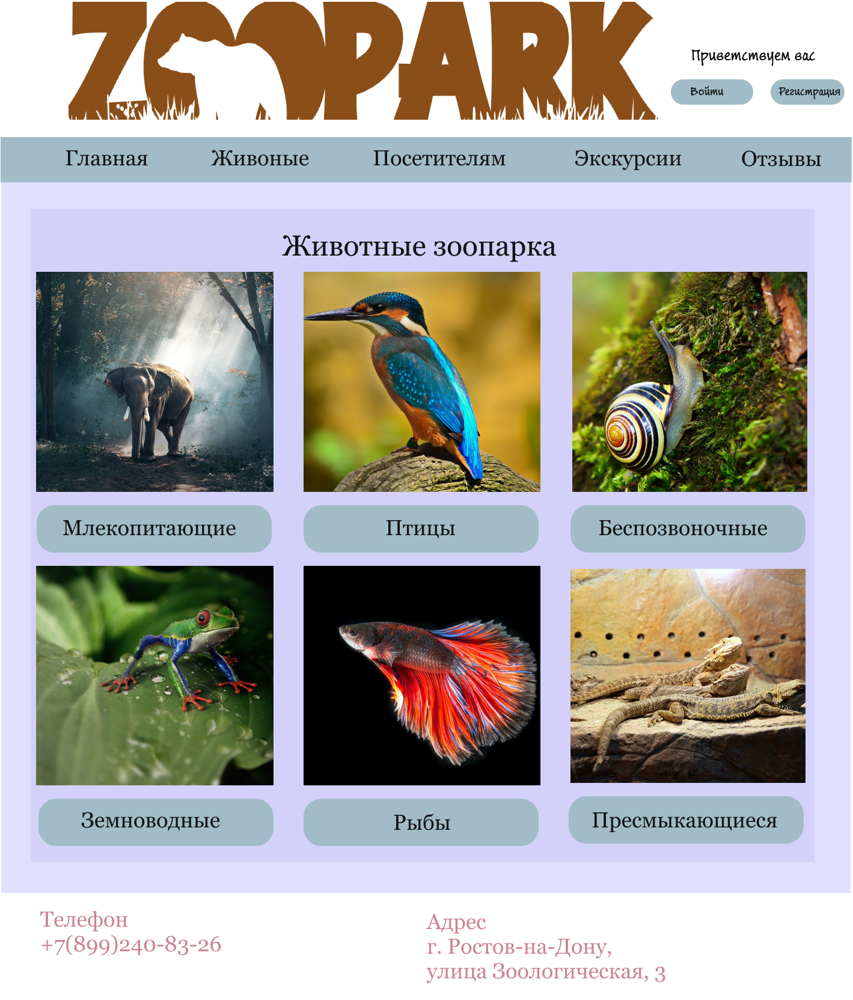 ZOOPARK
Приветствуем вас
Войти
Регистрация
Главная
Живоные
Посетителям
Экскурсии
Отзывы
Животные зоопарка
Млекопитающие
Птицы
Беспозвоночные
Земноводные
Рыбы
Пресмыкающиеся
Телефон
+7(899)240-83-26
Адрес
г. Ростов-на-Дону,
улица Зоологическая, 3